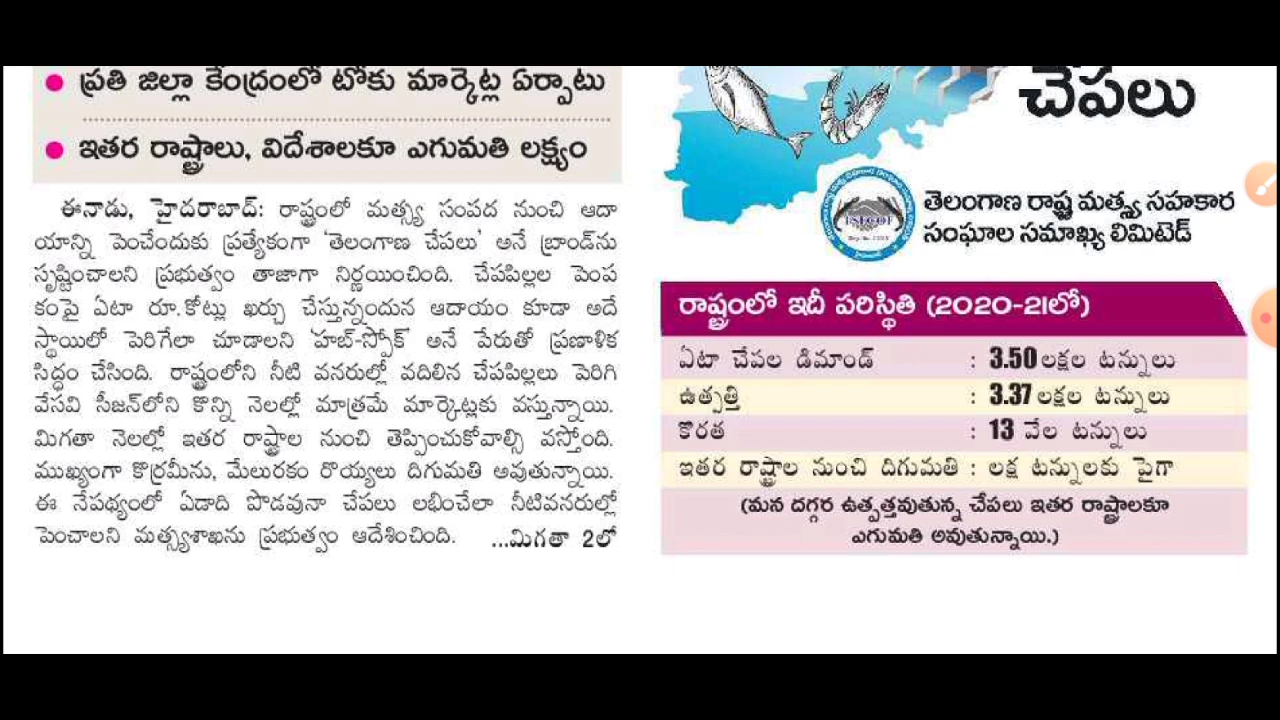 ప్రతి జిల్లా కేంద్రంలో టోకు మార్కెట్ల ఏర్పాటు
ఇతర రాష్ట్రాలు, విదేశాలకూ ఎగుమతి లక్ష్యం
ఈనాడు, హైదరాబాద్: రాష్ట్రంలో మత్స్య సంపద నుంచి ఆదా
యాన్ని పెంచేందుకు ప్రత్యేకంగా 'తెలంగాణ చేపలు' అనే బ్రాండ్‌ను
సృష్టించాలని ప్రభుత్వం తాజాగా నిర్ణయించింది. చేపపిల్లల పెంప
కంపై ఏటా రూ.కోట్లు ఖర్చు చేస్తున్నందున ఆదాయం కూడా అదే
స్థాయిలో పెరిగేలా చూడాలని 'హబ్-స్పోక్' అనే పేరుతో ప్రణాళిక
సిద్ధం చేసింది. రాష్ట్రంలోని నీటి వనరుల్లో వదిలిన చేపపిల్లలు పెరిగి
వేసవి సీజన్‌లోని కొన్ని నెలల్లో మాత్రమే మార్కెట్లకు వస్తున్నాయి.
మిగతా నెలల్లో ఇతర రాష్ట్రాల నుంచి తెప్పించుకోవాల్సి వస్తోంది.
ముఖ్యంగా కొర్రమీను, మేలురకం రొయ్యలు దిగుమతి అవుతున్నాయి.
ఈ నేపథ్యంలో ఏడాది పొడవునా చేపలు లభించేలా నీటివనరుల్లో
పెంచాలని మత్స్యశాఖను ప్రభుత్వం ఆదేశించింది. ...మిగతా 2లో
చేపలు
తెలంగాణ రాష్ట్ర మత్స్య సహకార
సంఘాల సమాఖ్య లిమిటెడ్
రాష్ట్రంలో ఇదీ పరిస్థితి (2020-21లో)
ఏటా చేపల డిమాండ్ : 3.50 లక్షల టన్నులు
ఉత్పత్తి : 3.37 లక్షల టన్నులు
కొరత : 13 వేల టన్నులు
ఇతర రాష్ట్రాల నుంచి దిగుమతి : లక్ష టన్నులకు పైగా
(మన దగ్గర ఉత్పత్తవుతున్న చేపలు ఇతర రాష్ట్రాలకూ
ఎగుమతి అవుతున్నాయి.)